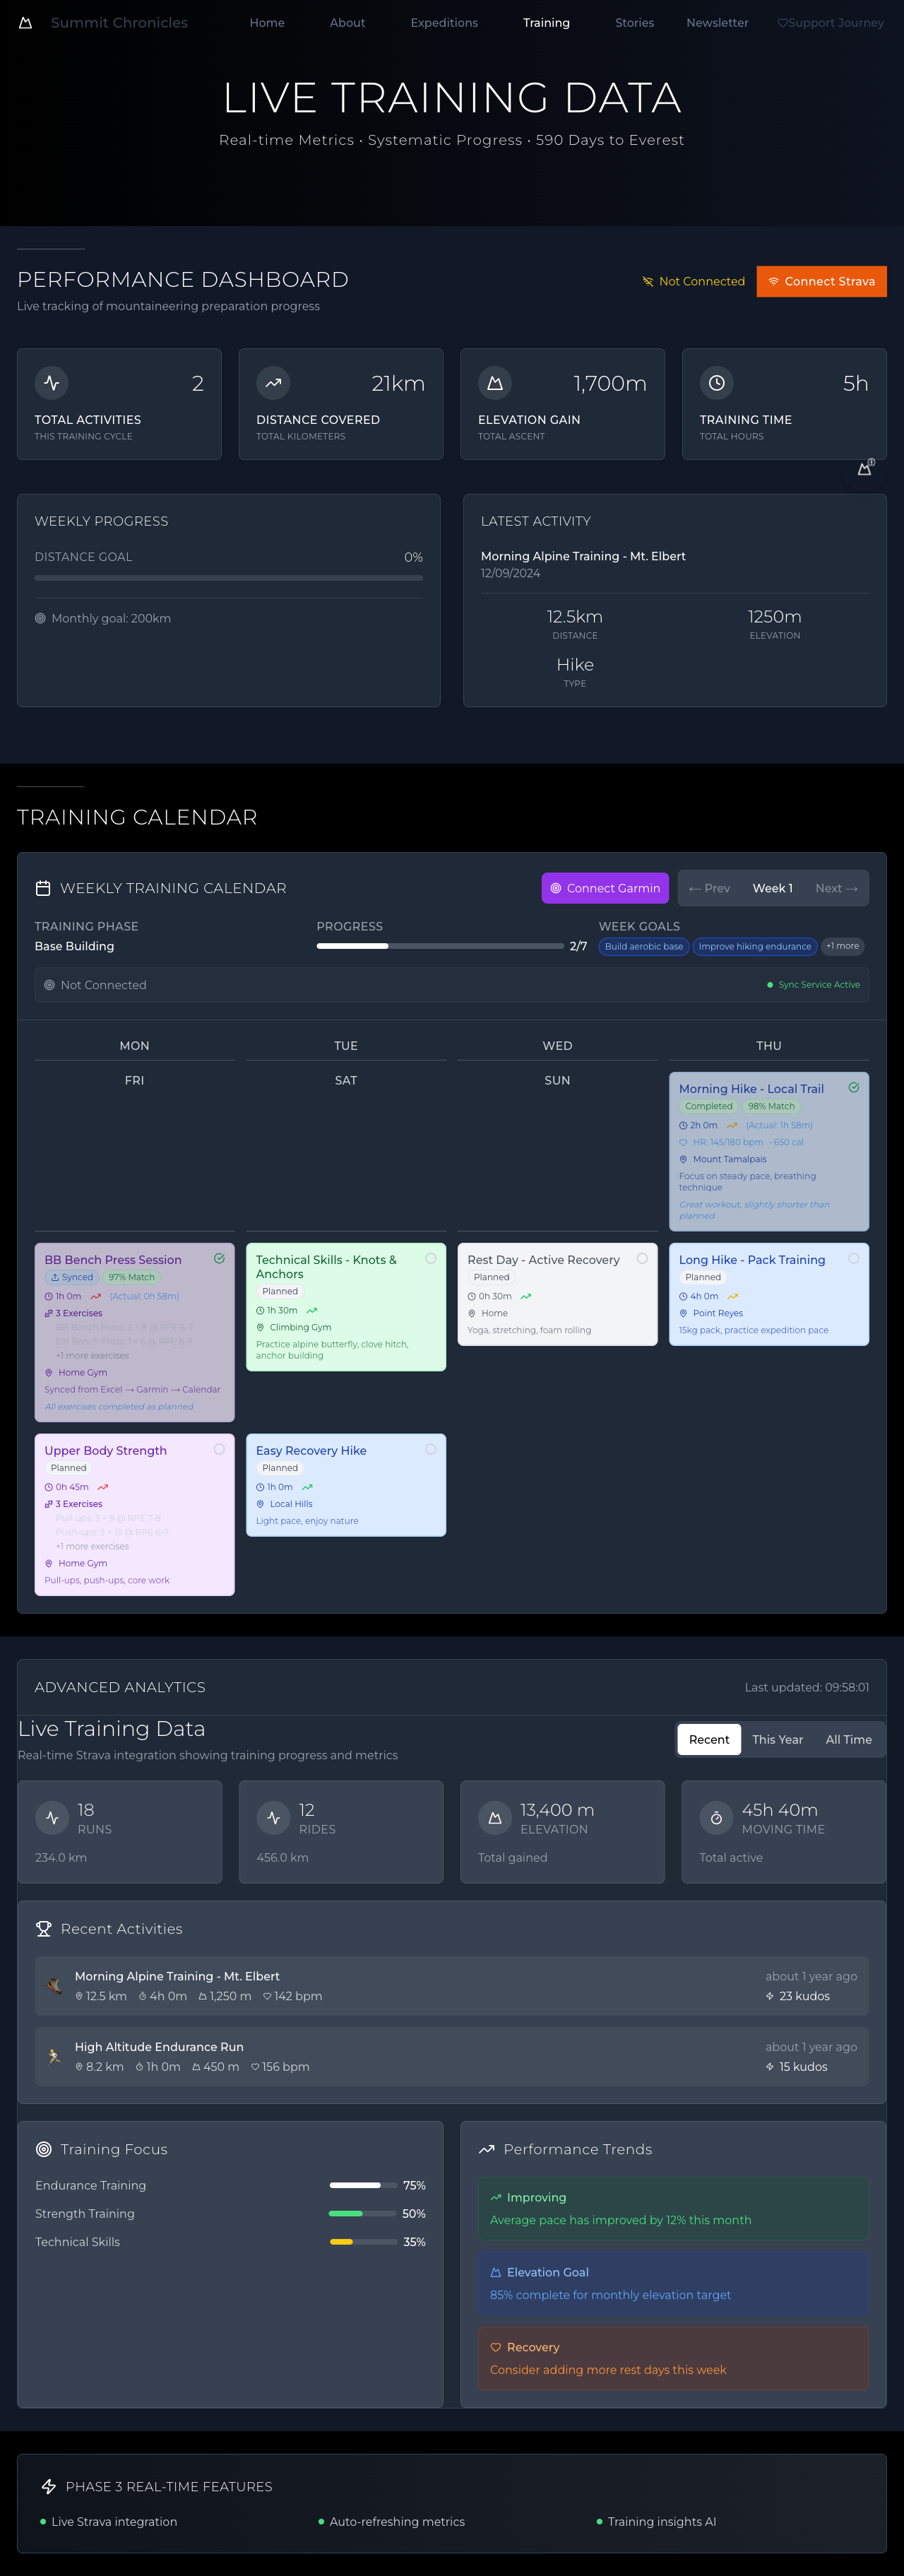 Summit Chronicles
Home
About
Expeditions
Training
Stories
Newsletter
Support Journey
LIVE TRAINING DATA
Real-time Metrics • Systematic Progress • 590 Days to Everest
PERFORMANCE DASHBOARD
Live tracking of mountaineering preparation progress
Not Connected
Connect Strava
2
TOTAL ACTIVITIES
THIS TRAINING CYCLE
21km
DISTANCE COVERED
TOTAL KILOMETERS
1,700m
ELEVATION GAIN
TOTAL ASCENT
5h
TRAINING TIME
TOTAL HOURS
WEEKLY PROGRESS
DISTANCE GOAL 0%
Monthly goal: 200km
LATEST ACTIVITY
Morning Alpine Training - Mt. Elbert
12/09/2024
12.5km
DISTANCE
1250m
ELEVATION
Hike
TYPE
TRAINING CALENDAR
WEEKLY TRAINING CALENDAR
Connect Garmin
← Prev
Week 1
Next →
TRAINING PHASE
Base Building
PROGRESS
2/7
WEEK GOALS
Build aerobic base
Improve hiking endurance
+1 more
Not Connected
Sync Service Active
MON
TUE
WED
THU
FRI
SAT
SUN
Morning Hike - Local Trail
Completed
98% Match
2h 0m (Actual: 1h 58m)
HR: 145/180 bpm • 650 cal
Mount Tamalpais
Focus on steady pace, breathing
technique
Great workout, slightly shorter than
planned
BB Bench Press Session
Synced
97% Match
1h 0m (Actual: 0h 58m)
3 Exercises
BB Bench Press: 2 × 8 @ RPE 6-7
DB Bench Press: 1 × 6 @ RPE 8-9
+1 more exercises
Home Gym
Synced from Excel → Garmin → Calendar
All exercises completed as planned
Technical Skills - Knots &
Anchors
Planned
1h 30m
Climbing Gym
Practice alpine butterfly, clove hitch,
anchor building
Rest Day - Active Recovery
Planned
0h 30m
Home
Yoga, stretching, foam rolling
Long Hike - Pack Training
Planned
4h 0m
Point Reyes
15kg pack, practice expedition pace
Upper Body Strength
Planned
0h 45m
3 Exercises
Pull-ups: 3 × 8 @ RPE 7-8
Push-ups: 3 × 15 @ RPE 6-7
+1 more exercises
Home Gym
Pull-ups, push-ups, core work
Easy Recovery Hike
Planned
1h 0m
Local Hills
Light pace, enjoy nature
ADVANCED ANALYTICS
Last updated: 09:58:01
Live Training Data
Real-time Strava integration showing training progress and metrics
Recent
This Year
All Time
18
RUNS
234.0 km
12
RIDES
456.0 km
13,400 m
ELEVATION
Total gained
45h 40m
MOVING TIME
Total active
Recent Activities
Morning Alpine Training - Mt. Elbert
12.5 km 4h 0m 1,250 m 142 bpm
about 1 year ago
23 kudos
High Altitude Endurance Run
8.2 km 1h 0m 450 m 156 bpm
about 1 year ago
15 kudos
Training Focus
Endurance Training 75%
Strength Training 50%
Technical Skills 35%
Performance Trends
Improving
Average pace has improved by 12% this month
Elevation Goal
85% complete for monthly elevation target
Recovery
Consider adding more rest days this week
PHASE 3 REAL-TIME FEATURES
Live Strava integration
Auto-refreshing metrics
Training insights AI